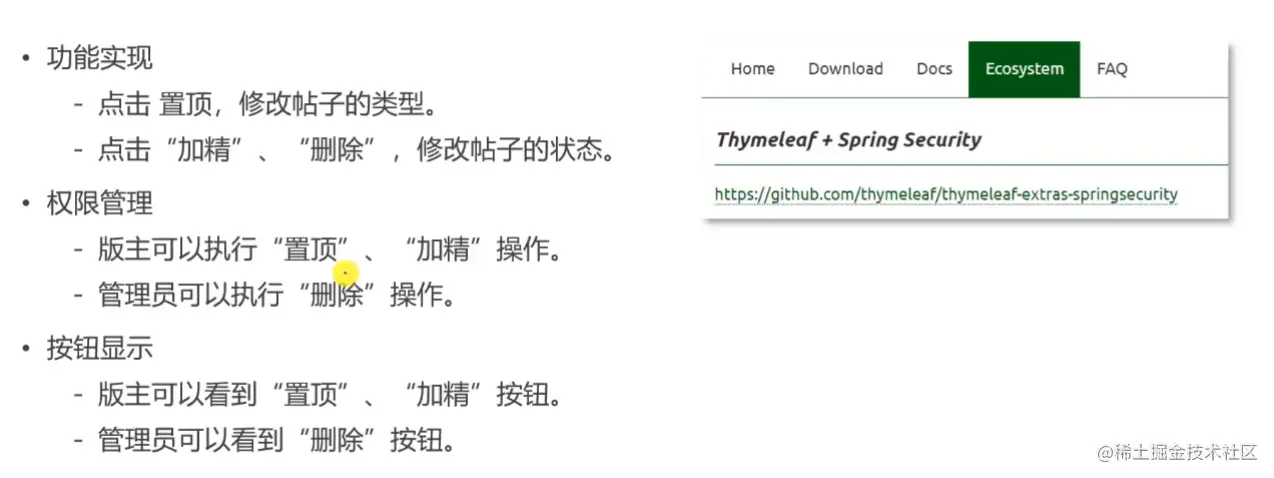 • 功能实现
- 点击 置顶，修改帖子的类型。
- 点击“加精”、“删除”，修改帖子的状态。
• 权限管理
- 版主可以执行“置顶”、“加精”操作。
- 管理员可以执行“删除”操作。
• 按钮显示
- 版主可以看到“置顶”、“加精”按钮。
- 管理员可以看到“删除”按钮。
Home Download Docs Ecosystem FAQ
Thymeleaf + Spring Security
https://github.com/thymeleaf/thymeleaf-extras-springsecurity
@稀土掘金技术社区